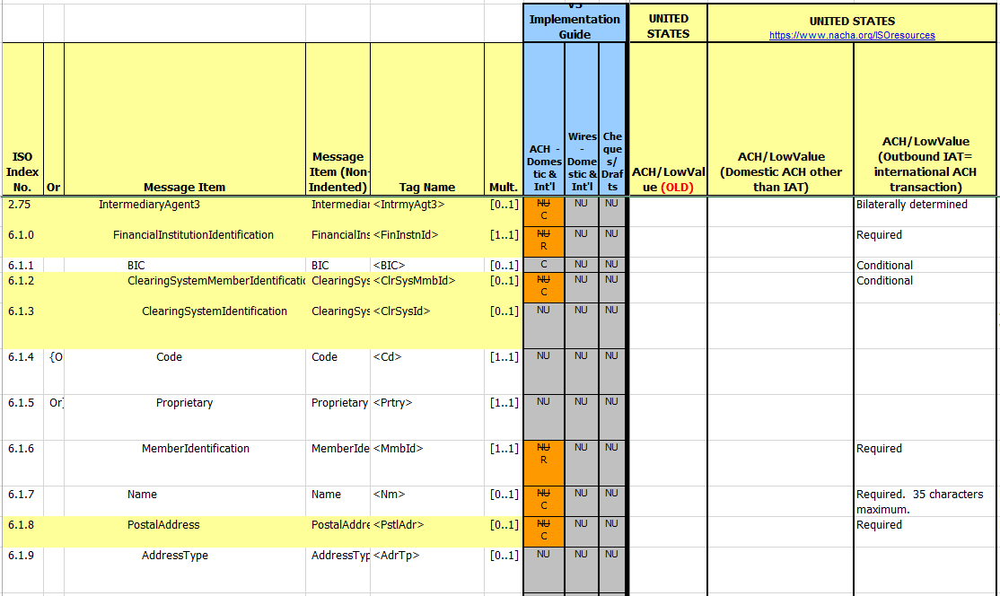 V3 Implementation Guide
UNITED STATES
UNITED STATES
https://www.nacha.org/ISOresources
ISO Index No.
Or
Message Item
Message Item (Non-Indented)
Tag Name
Mult.
ACH - Domestic & Int'l
Wires - Domestic & Int'l
Cheques/Drafts
ACH/LowValue (OLD)
ACH/LowValue (Domestic ACH other than IAT)
ACH/LowValue (Outbound IAT= international ACH transaction)
2.75 IntermediaryAgent3 Intermediar <IntrmyAgt3> [0..1] NU C NU NU Bilaterally determined
6.1.0 FinancialInstitutionIdentification FinancialIns <FinInstnId> [1..1] NU R NU NU Required
6.1.1 BIC BIC <BIC> [0..1] C NU NU Conditional
6.1.2 ClearingSystemMemberIdentificatio ClearingSys <ClrSysMmbId> [0..1] NU C NU NU Conditional
6.1.3 ClearingSystemIdentification ClearingSys <ClrSysId> [0..1] NU NU NU
6.1.4 {O Code Code <Cd> [1..1] NU NU NU
6.1.5 Or} Proprietary Proprietary <Prtry> [1..1] NU NU NU
6.1.6 MemberIdentification MemberIde <MmbId> [1..1] NU R NU NU Required
6.1.7 Name Name <Nm> [0..1] NU C NU NU Required. 35 characters maximum.
6.1.8 PostalAddress PostalAddre <PstlAdr> [0..1] NU C NU NU Required
6.1.9 AddressType AddressTyp <AdrTp> [0..1] NU NU NU